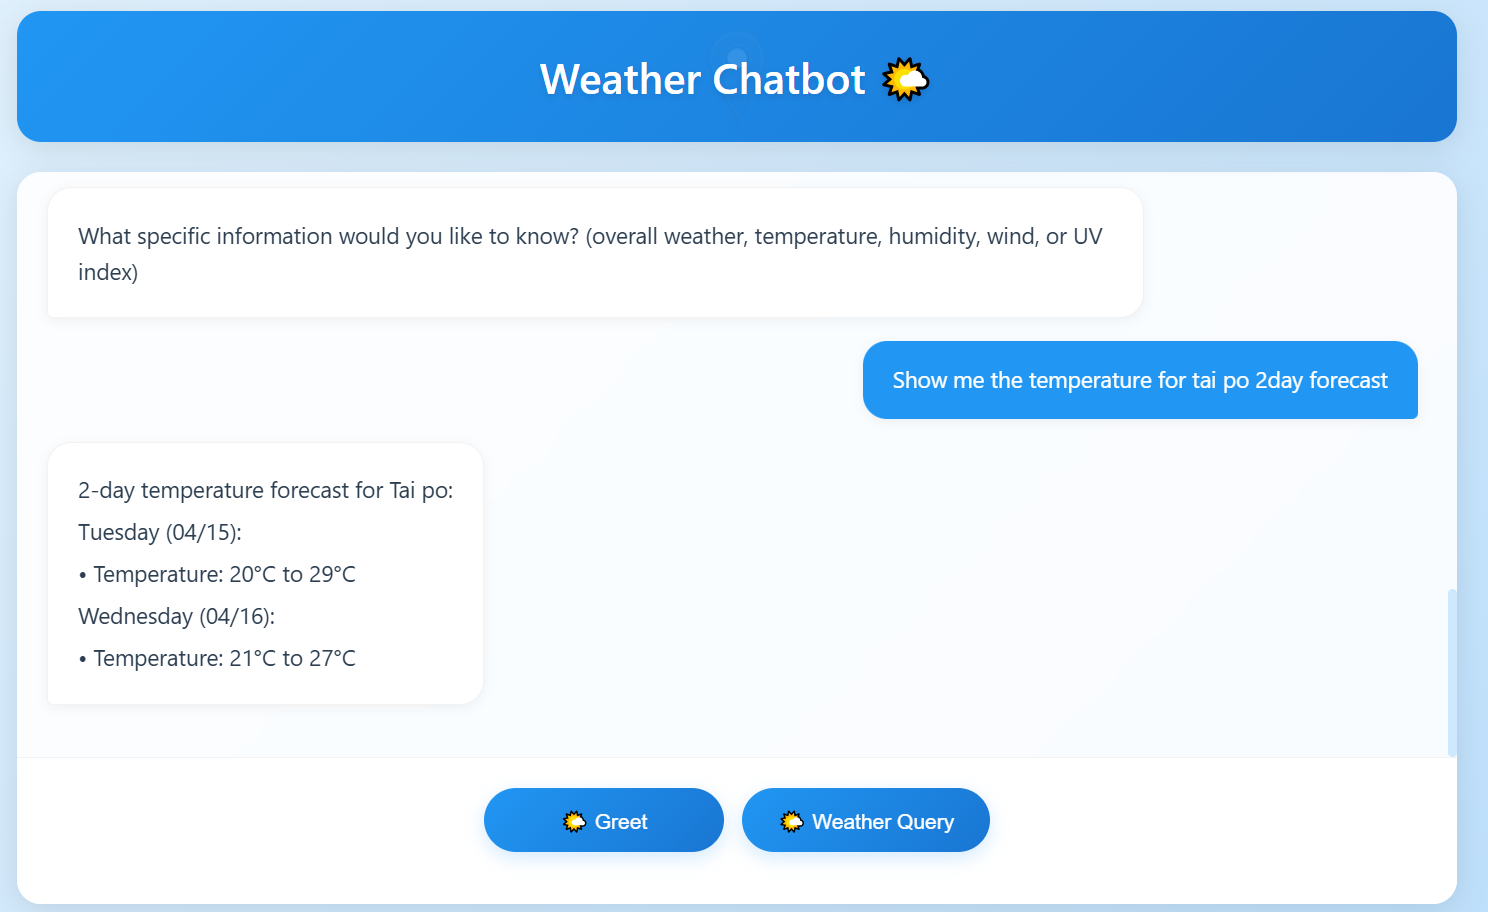 Weather Chatbot
What specific information would you like to know? (overall weather, temperature, humidity, wind, or UV
index)
Show me the temperature for tai po 2day forecast
2-day temperature forecast for Tai po:
Tuesday (04/15):
• Temperature: 20°C to 29°C
Wednesday (04/16):
• Temperature: 21°C to 27°C
Greet
Weather Query